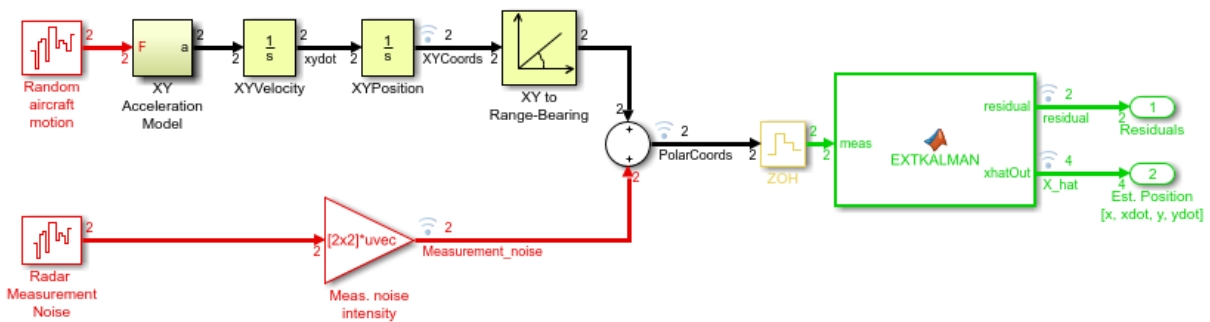 2
2
F
a
2
2
1
s
2
2
xydot
1
s
2
2
XYCoords
2
2
Random
aircraft
motion
XY
Acceleration
Model
XYVelocity
XYPosition
XY to
Range-Bearing
2
+
+
2
2
PolarCoords
2
ZOH
2
2
meas
EXTKALMAN
residual
2
residual
2
1
Residuals
xhatOut
4
X_hat
4
2
Est. Position
[x, xdot, y, ydot]
2
2
[2x2]*uvec
2
Measurement_noise
Radar
Measurement
Noise
Meas. noise
intensity